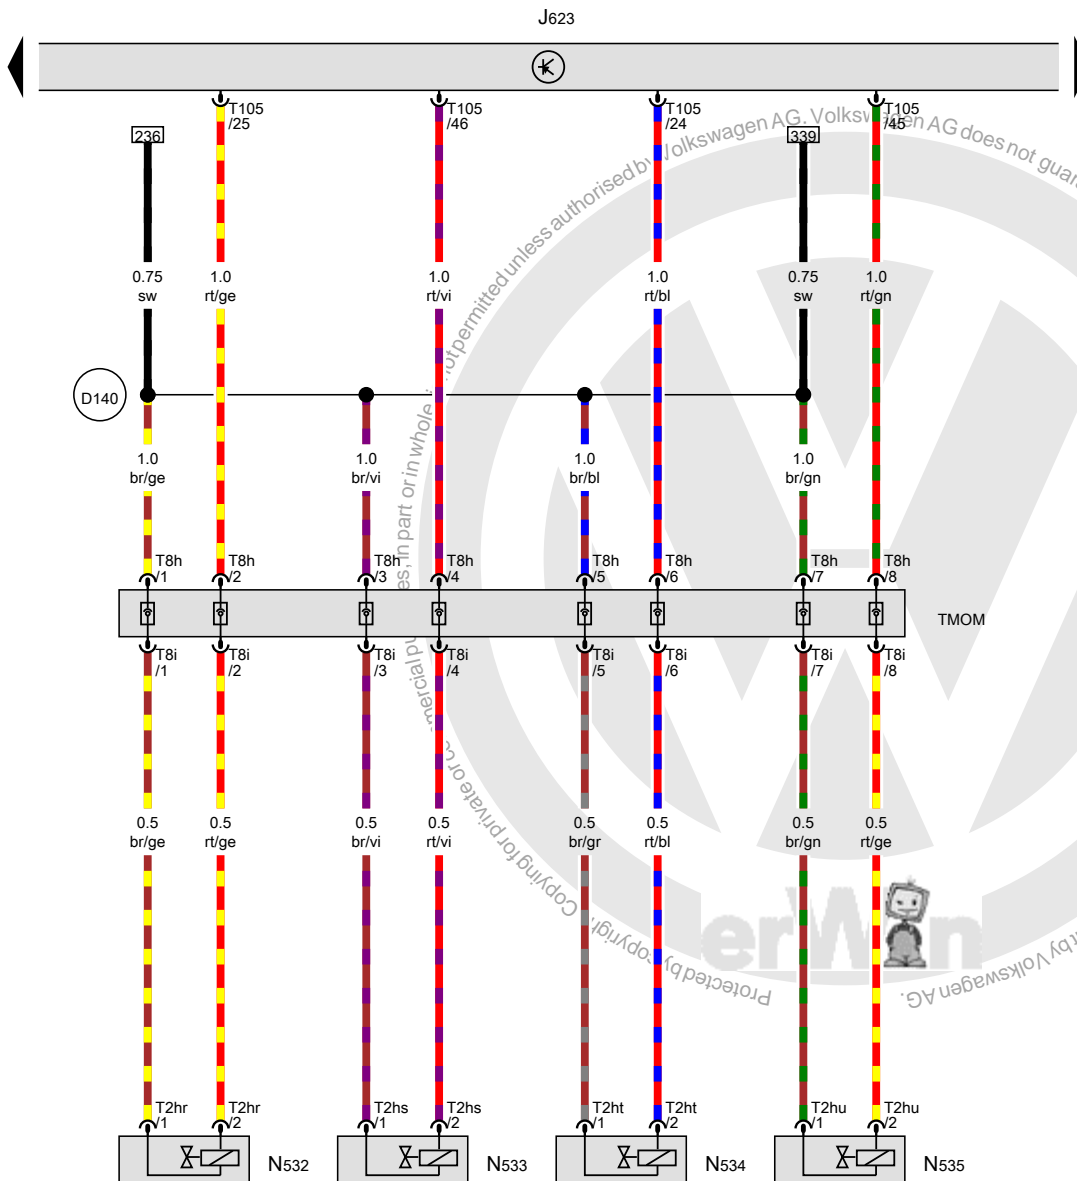 J623
T105 T105 T105 T105
/25 /46 /24 /45
236 339
0.75 1.0 1.0 1.0 0.75 1.0
sw rt/ge rt/vi rt/bl sw rt/gn
D140
1.0 1.0 1.0 1.0
br/ge br/vi br/bl br/gn
T8h T8h T8h T8h T8h T8h T8h T8h
/1 /2 /3 /4 /5 /6 /7 /8
TMOM
T8i T8i T8i T8i T8i T8i T8i T8i
/1 /2 /3 /4 /5 /6 /7 /8
0.5 0.5 0.5 0.5 0.5 0.5 0.5 0.5
br/ge rt/ge br/vi rt/vi br/gr rt/bl br/gn rt/ge
T2hr T2hr T2hs T2hs T2ht T2ht T2hu T2hu
/1 /2 /1 /2 /1 /2 /1 /2
N532 N533 N534 N535
Protected by copyright. Copying for private or commercial es, in part or in whole, not permitted unless authorised by Volkswagen AG. Volkswagen AG does not
t by Volkswagen AG.
erWin